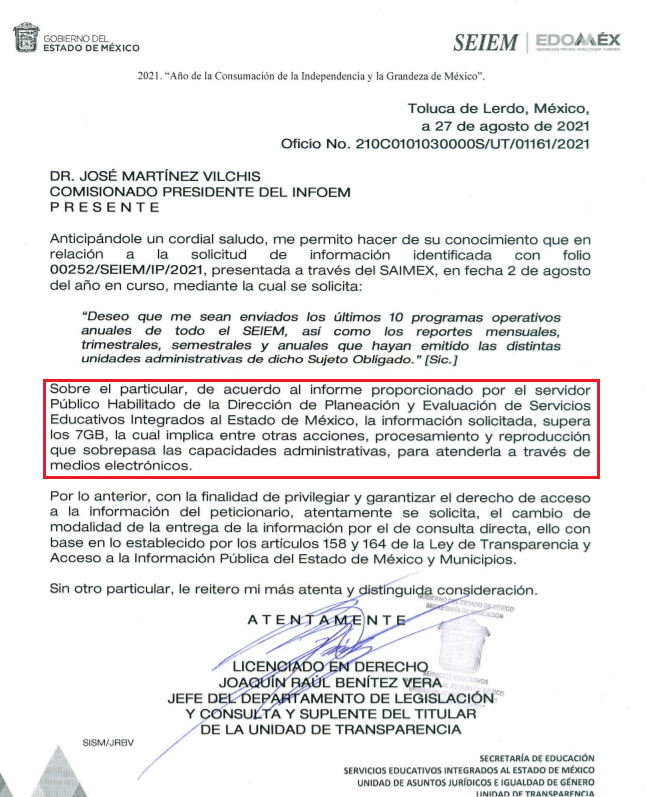 GOBIERNO DEL
ESTADO DE MÉXICO
SEIEM
EDOMÉX
2021. “Año de la Consumación de la Independencia y la Grandeza de México”.
Toluca de Lerdo, México,
a 27 de agosto de 2021
Oficio No. 210C0101030000S/UT/01161/2021
DR. JOSÉ MARTÍNEZ VILCHIS
COMISIONADO PRESIDENTE DEL INFOEM
P R E S E N T E
Anticipándole un cordial saludo, me permito hacer de su conocimiento que en
relación a la solicitud de información identificada con folio
00252/SEIEM/IP/2021, presentada a través del SAIMEX, en fecha 2 de agosto
del año en curso, mediante la cual se solicita:
“Deseo que me sean enviados los últimos 10 programas operativos
anuales de todo el SEIEM, así como los reportes mensuales,
trimestrales, semestrales y anuales que hayan emitido las distintas
unidades administrativas de dicho Sujeto Obligado.” [Sic.]
Sobre el particular, de acuerdo al informe proporcionado por el servidor
Público Habilitado de la Dirección de Planeación y Evaluación de Servicios
Educativos Integrados al Estado de México, la información solicitada, supera
los 7GB, la cual implica entre otras acciones, procesamiento y reproducción
que sobrepasa las capacidades administrativas, para atenderla a través de
medios electrónicos.
Por lo anterior, con la finalidad de privilegiar y garantizar el derecho de acceso
a la información del peticionario, atentamente se solicita, el cambio de
modalidad de la entrega de la información por el de consulta directa, ello con
base en lo establecido por los artículos 158 y 164 de la Ley de Transparencia y
Acceso a la Información Pública del Estado de México y Municipios.
Sin otro particular, le reitero mi más atenta y distinguida consideración.
GOBIERNO DEL ESTADO DE MÉXICO
SECRETARÍA DE EDUCACIÓN
A T E N T A M E N T E
LICENCIADO EN DERECHO
JOAQUÍN RAÚL BENÍTEZ VERA
JEFE DEL DEPARTAMENTO DE LEGISLACIÓN
Y CONSULTA Y SUPLENTE DEL TITULAR
DE LA UNIDAD DE TRANSPARENCIA
SERVICIOS EDUCATIVOS
SISM/JRBV
SECRETARÍA DE EDUCACIÓN
SERVICIOS EDUCATIVOS INTEGRADOS AL ESTADO DE MÉXICO
UNIDAD DE ASUNTOS JURÍDICOS E IGUALDAD DE GÉNERO
UNIDAD DE TRANSPARENCIA